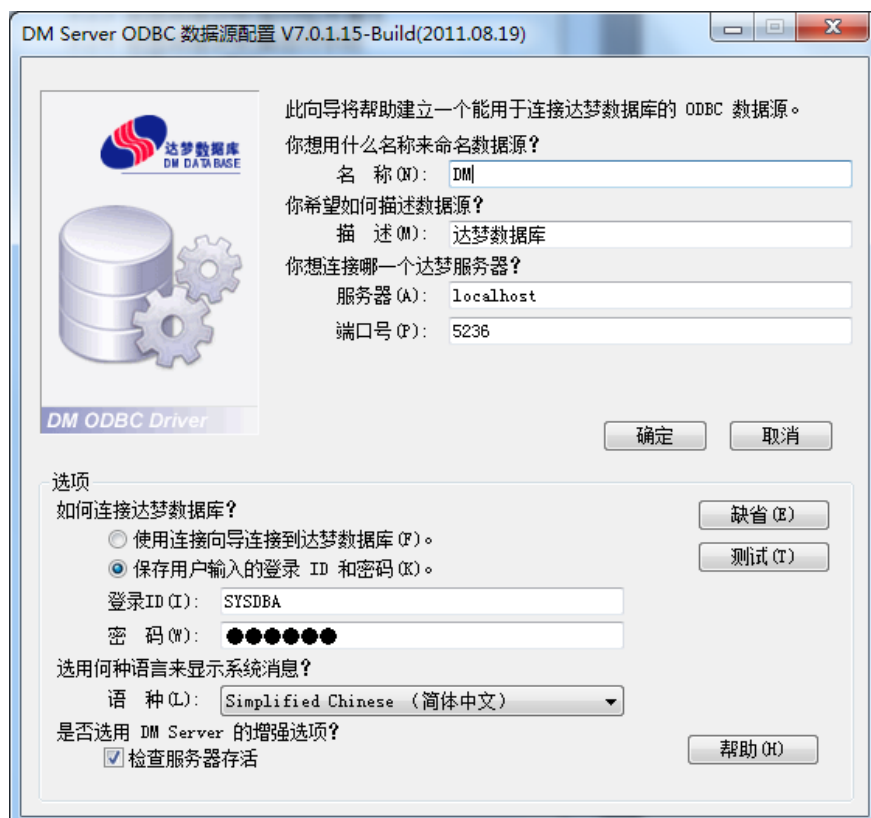 DM Server ODBC 数据源配置 V7.0.1.15-Build(2011.08.19)
达梦数据库
DM DATABASE
DM ODBC Driver
此向导将帮助建立一个能用于连接达梦数据库的 ODBC 数据源。
你想用什么名称来命名数据源?
名 称(N): DM
你希望如何描述数据源?
描 述(M): 达梦数据库
你想连接哪一个达梦服务器?
服务器(A): localhost
端口号(P): 5236
确定 取消
选项
如何连接达梦数据库?
使用连接向导连接到达梦数据库(F)。
保存用户输入的登录 ID 和密码(K)。
缺省(E)
测试(T)
登录ID(I): SYSDBA
密 码(W): ●●●●●●
选用何种语言来显示系统消息?
语 种(L): Simplified Chinese (简体中文)
是否选用 DM Server 的增强选项?
检查服务器存活
帮助(H)